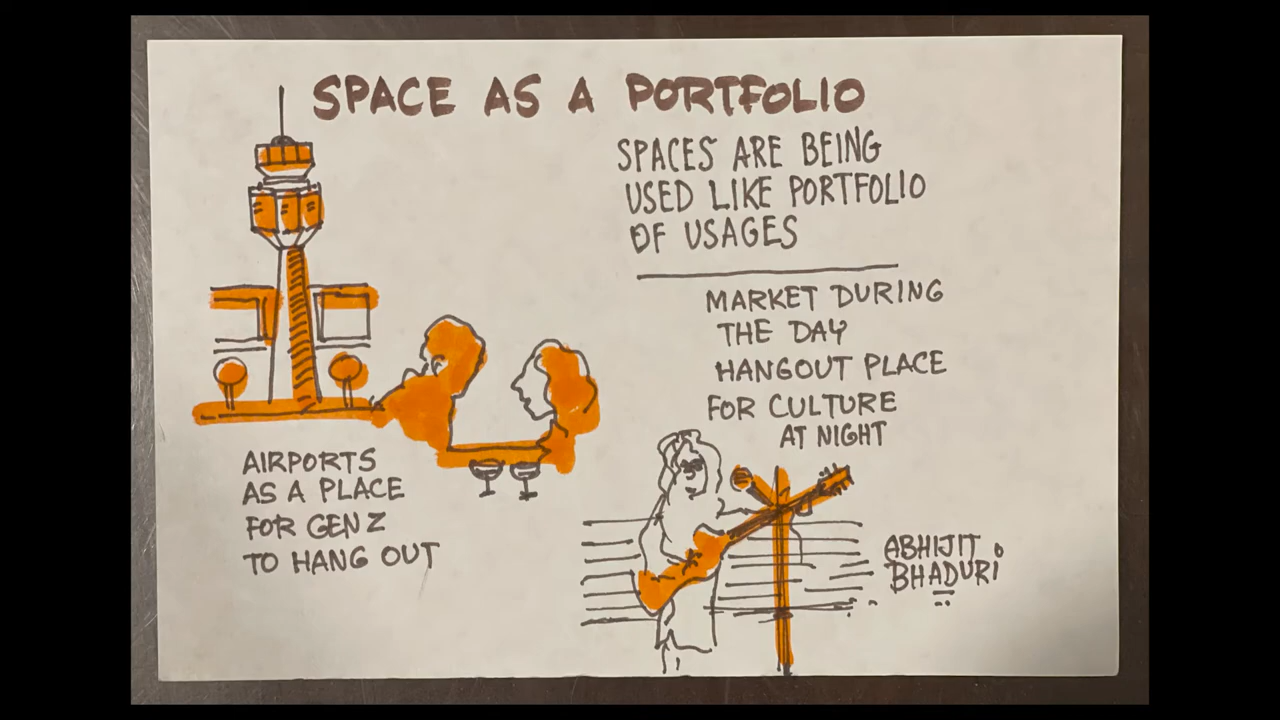 SPACE AS A PORTFOLIO
SPACES ARE BEING
USED LIKE PORTFOLIO
OF USAGES
MARKET DURING
THE DAY
HANGOUT PLACE
FOR CULTURE
AT NIGHT
AIRPORTS
AS A PLACE
FOR GEN Z
TO HANG OUT
ABHIJIT
BHADURI